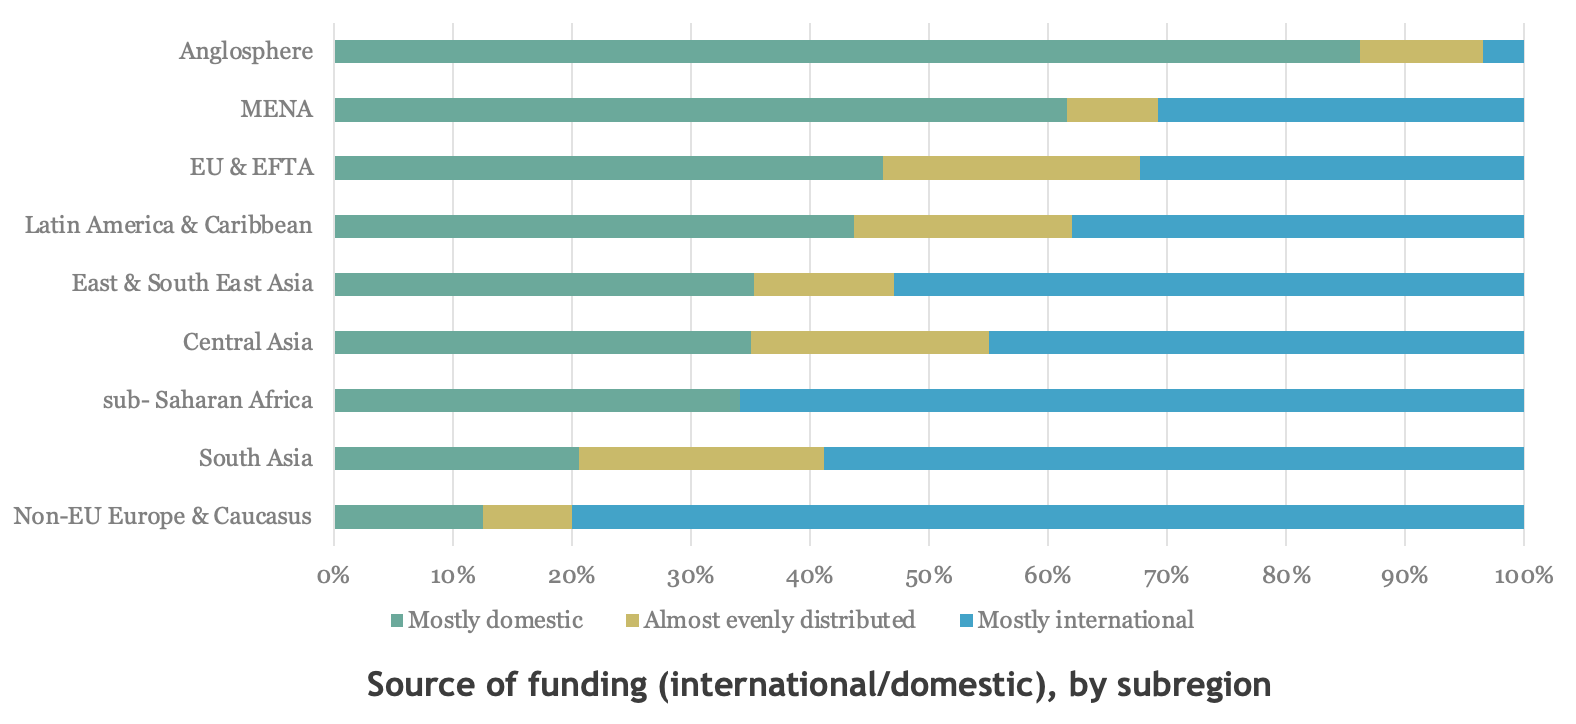 Anglosphere
MENA
EU & EFTA
Latin America & Caribbean
East & South East Asia
Central Asia
sub- Saharan Africa
South Asia
Non-EU Europe & Caucasus
0% 10% 20% 30% 40% 50% 60% 70% 80% 90% 100%
Mostly domestic Almost evenly distributed Mostly international
Source of funding (international/domestic), by subregion